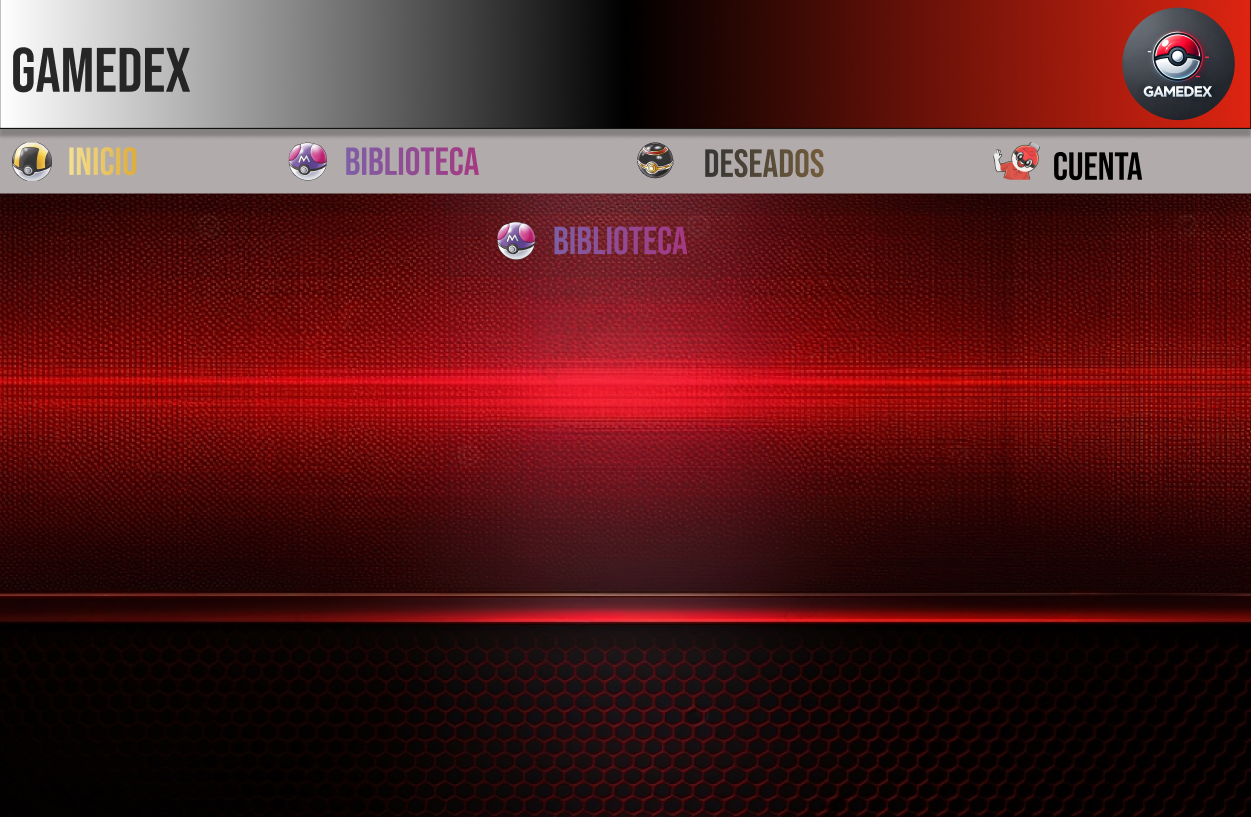 GAMEDEX
GAMEDEX
INICIO
M
BIBLIOTECA
DESEADOS
CUENTA
M
BIBLIOTECA